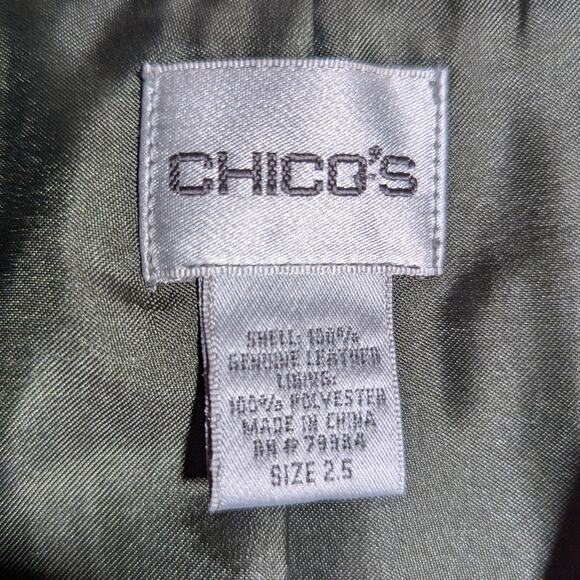 CHICO'S
SHELL: 100%
GENUINE LEATHER
LINING:
100% POLYESTER
MADE IN CHINA
RN # 79984
SIZE 2.5